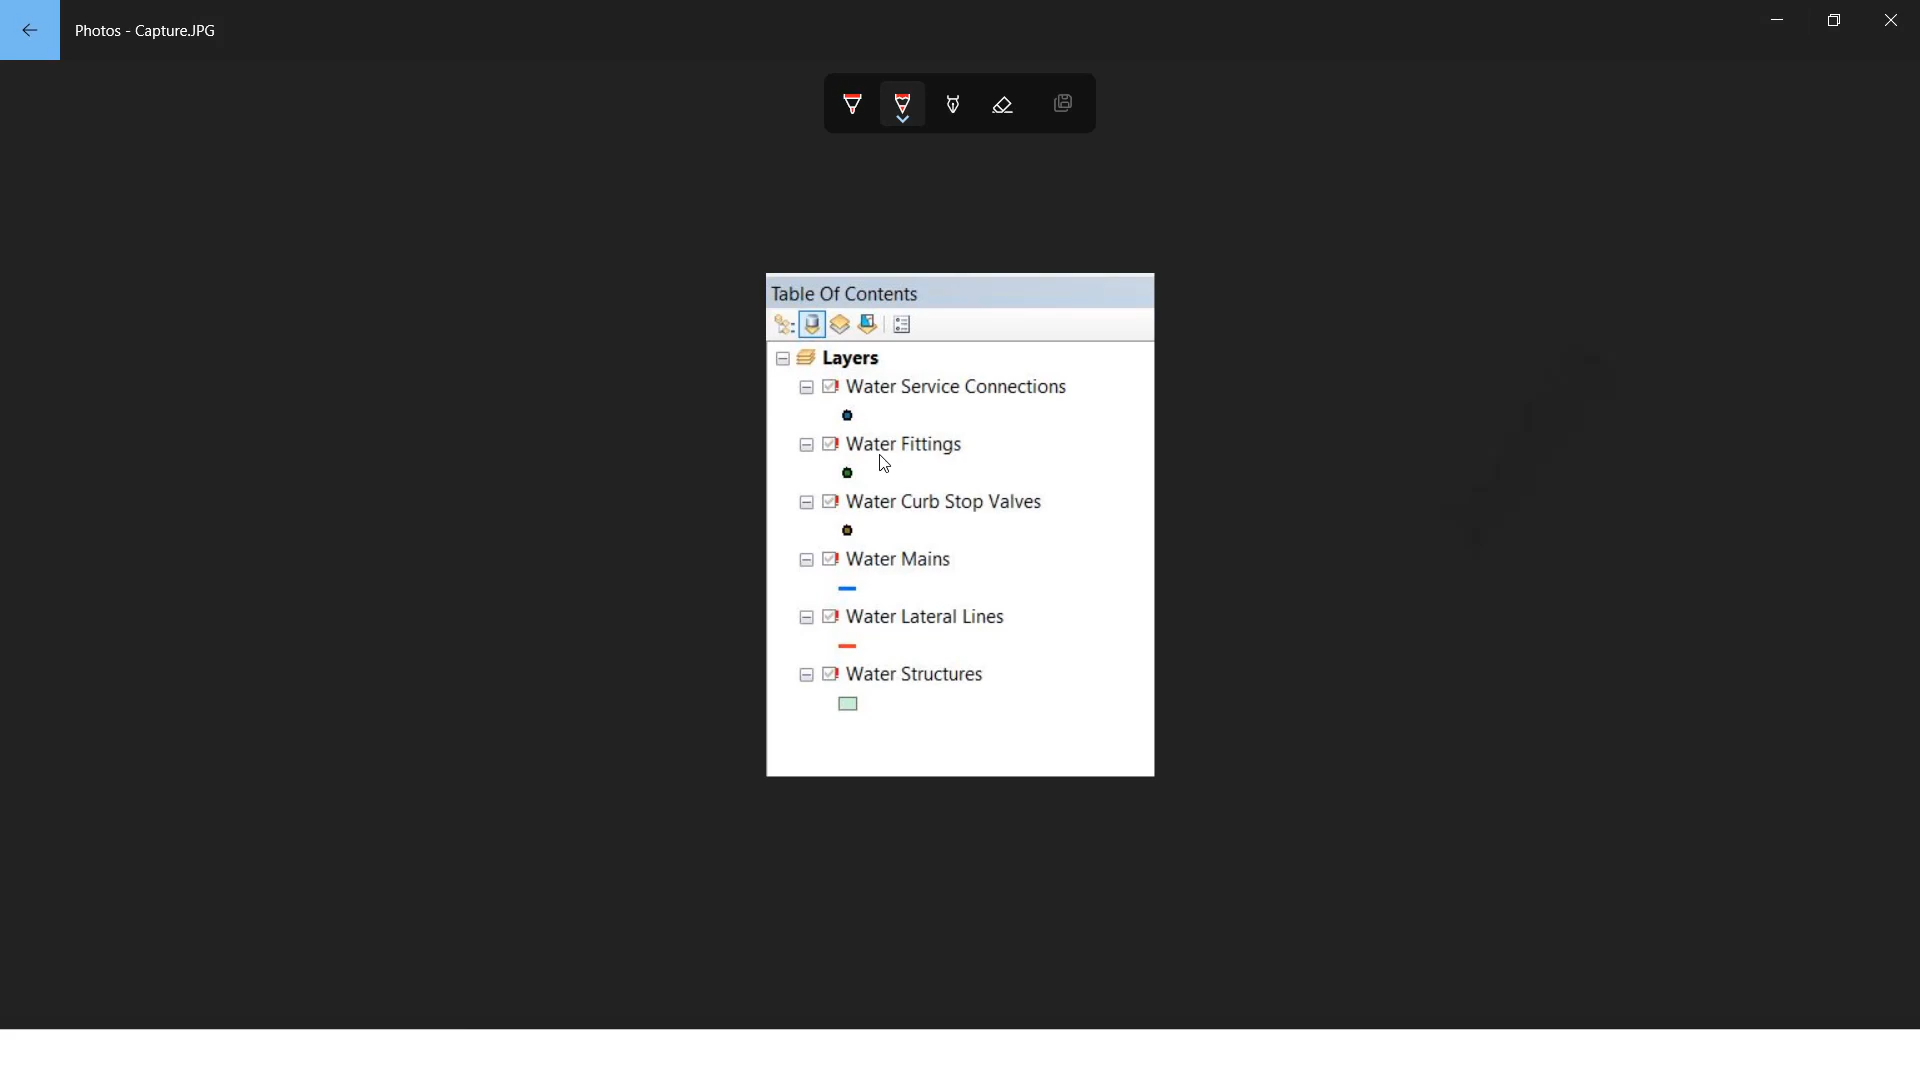 Photos - Capture.JPG
Table Of Contents
Layers
Water Service Connections
Water Fittings
Water Curb Stop Valves
Water Mains
Water Lateral Lines
Water Structures